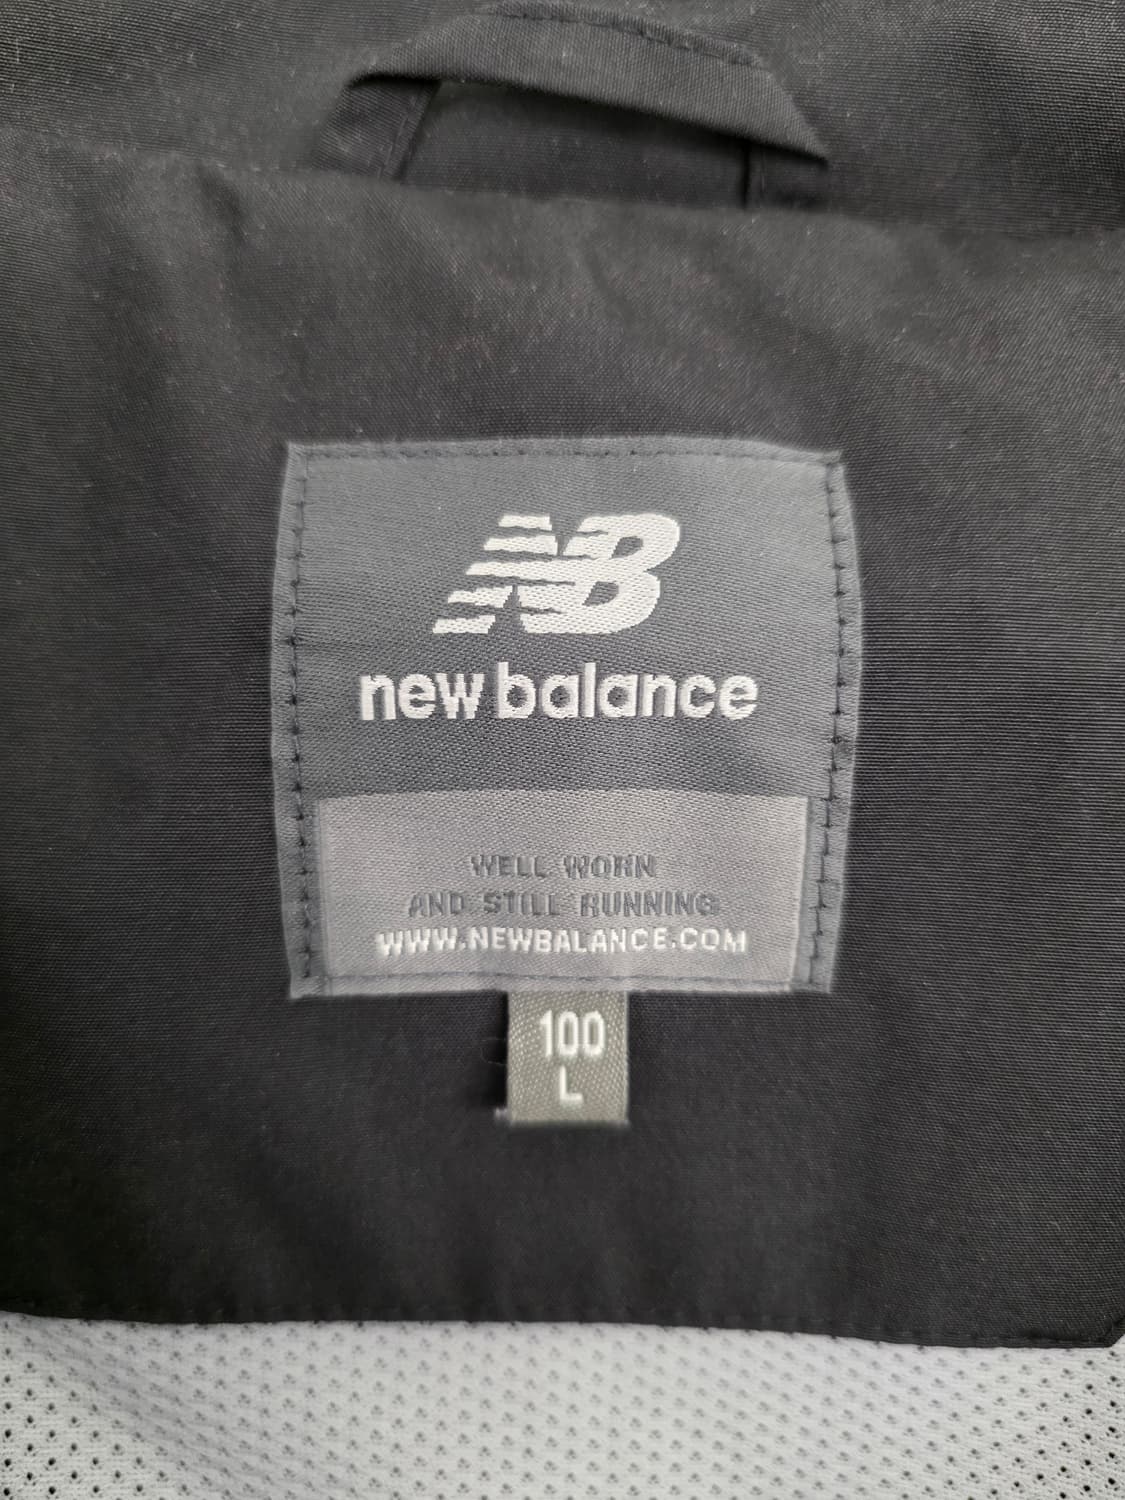 NB
new balance
WELL WORN
AND STILL RUNNING
WWW.NEWBALANCE.COM
100
L